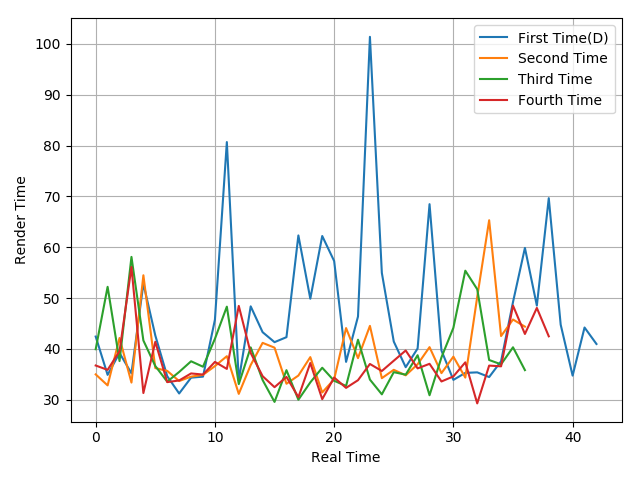 First Time(D)
Second Time
Third Time
Fourth Time
100
90
80
70
60
50
40
30
Render Time
0
10
20
30
40
Real Time